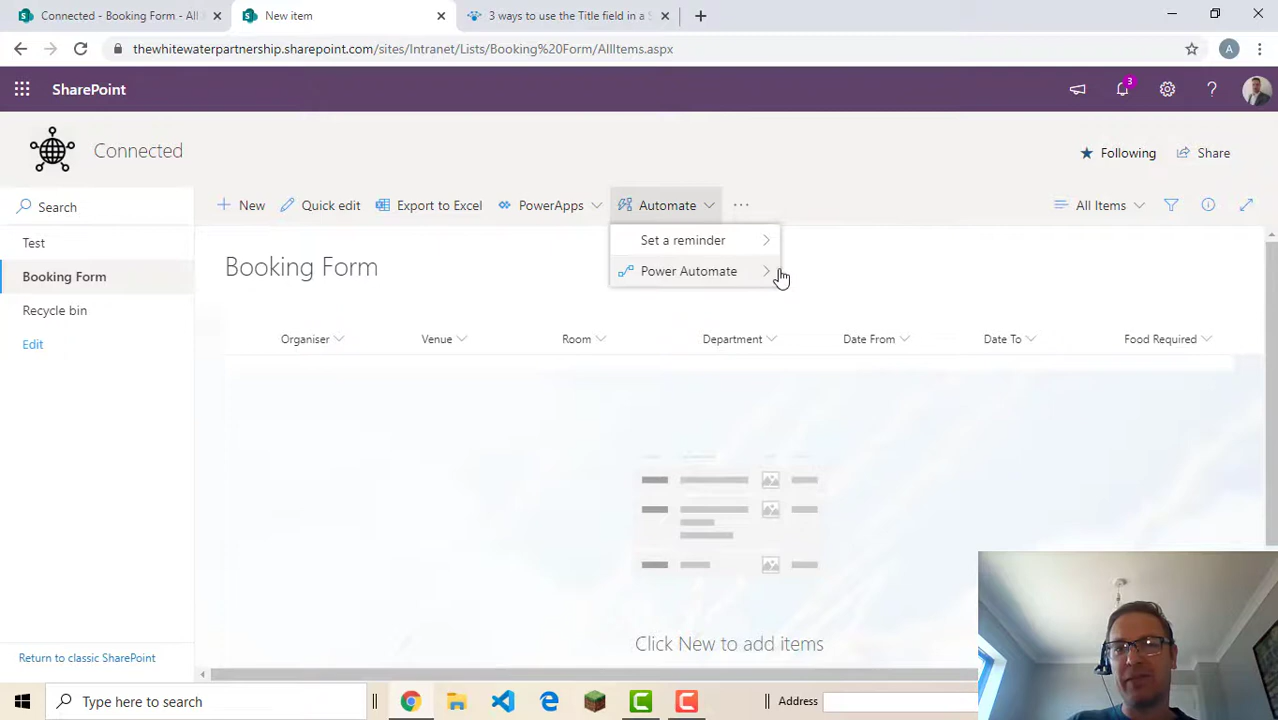 Connected - Booking Form - All
New item
3 ways to use the Title field in a S
thewhitewaterpartnership.sharepoint.com/sites/Intranet/Lists/Booking%20Form/AllItems.aspx
A
SharePoint
3
Connected
Following
Share
Search
New
Quick edit
Export to Excel
PowerApps
Automate
All Items
Test
Booking Form
Recycle bin
Edit
Set a reminder
Power Automate
Booking Form
Organiser
Venue
Room
Department
Date From
Date To
Food Required
Click New to add items
Return to classic SharePoint
Type here to search
Address